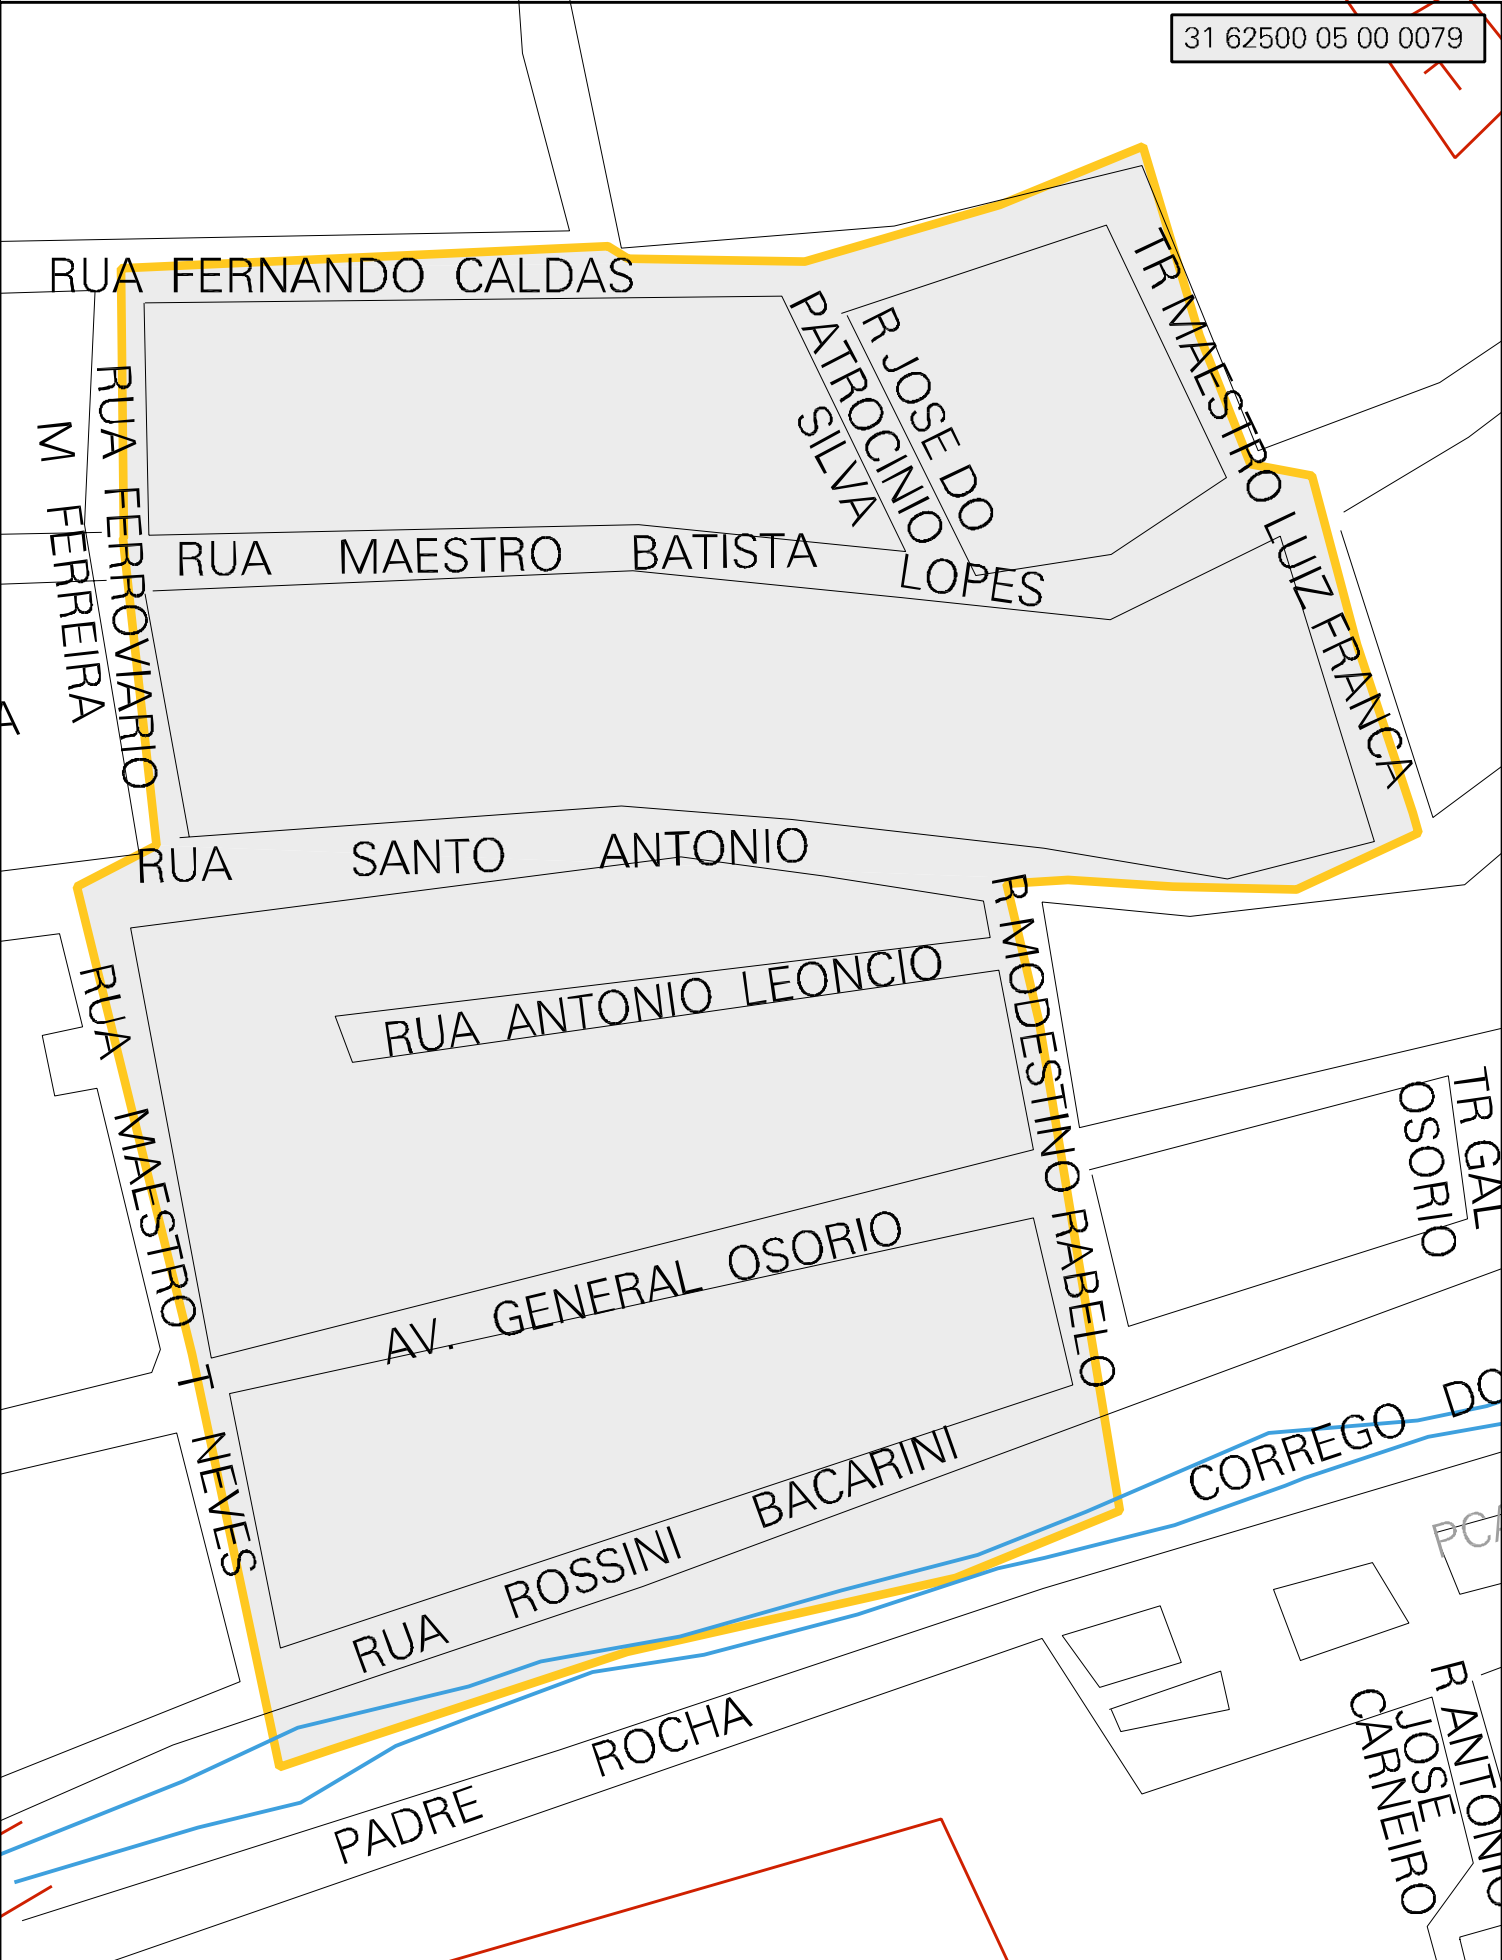 31 62500 05 00 0079
RUA FERNANDO CALDAS
TR MAESTRO LUIZ FRANCA
R JOSE DO
PATROCINIO
SILVA
RUA FERROVIARIO
M FERREIRA
RUA MAESTRO BATISTA LOPES
A
RUA SANTO ANTONIO
R MODESTINO RABELO
RUA ANTONIO LEONCIO
RUA MAESTRO T NEVES
TR GAL
OSORIO
AV. GENERAL OSORIO
CORREGO DO
RUA ROSSINI BACARINI
PCA
PADRE ROCHA
R ANTONIO
JOSE
CARNEIRO